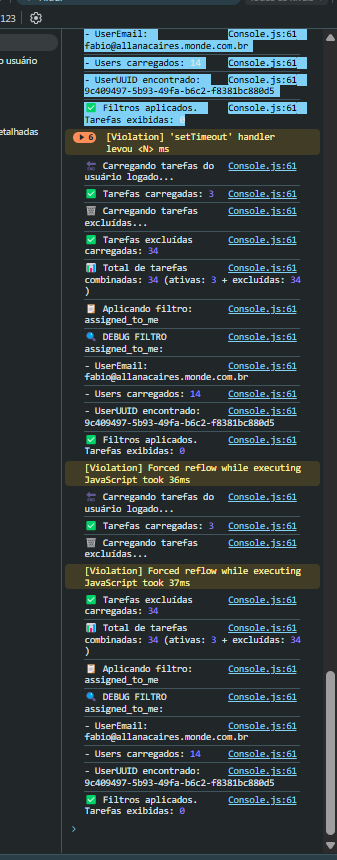 123
o usuário
etalhadas
- UserEmail: Console.js:61
fabio@allanacaires.monde.com.br
- Users carregados: 14 Console.js:61
- UserUUID encontrado: Console.js:61
9c409497-5b93-49fa-b6c2-f8381bc880d5
✅ Filtros aplicados. Console.js:61
Tarefas exibidas: 0
6 [Violation] 'setTimeout' handler
levou <N> ms
Carregando tarefas do Console.js:61
usuário logado...
✅ Tarefas carregadas: 3 Console.js:61
🗑️ Carregando tarefas Console.js:61
excluídas...
✅ Tarefas excluídas Console.js:61
carregadas: 34
📊 Total de tarefas Console.js:61
combinadas: 34 (ativas: 3 + excluídas: 34
)
📋 Aplicando filtro: Console.js:61
assigned_to_me
🔍 DEBUG FILTRO Console.js:61
assigned_to_me:
- UserEmail: Console.js:61
fabio@allanacaires.monde.com.br
- Users carregados: 14 Console.js:61
- UserUUID encontrado: Console.js:61
9c409497-5b93-49fa-b6c2-f8381bc880d5
✅ Filtros aplicados. Console.js:61
Tarefas exibidas: 0
[Violation] Forced reflow while executing
JavaScript took 36ms
Carregando tarefas do Console.js:61
usuário logado...
✅ Tarefas carregadas: 3 Console.js:61
🗑️ Carregando tarefas Console.js:61
excluídas...
[Violation] Forced reflow while executing
JavaScript took 37ms
✅ Tarefas excluídas Console.js:61
carregadas: 34
📊 Total de tarefas Console.js:61
combinadas: 34 (ativas: 3 + excluídas: 34
)
📋 Aplicando filtro: Console.js:61
assigned_to_me
🔍 DEBUG FILTRO Console.js:61
assigned_to_me:
- UserEmail: Console.js:61
fabio@allanacaires.monde.com.br
- Users carregados: 14 Console.js:61
- UserUUID encontrado: Console.js:61
9c409497-5b93-49fa-b6c2-f8381bc880d5
✅ Filtros aplicados. Console.js:61
Tarefas exibidas: 0